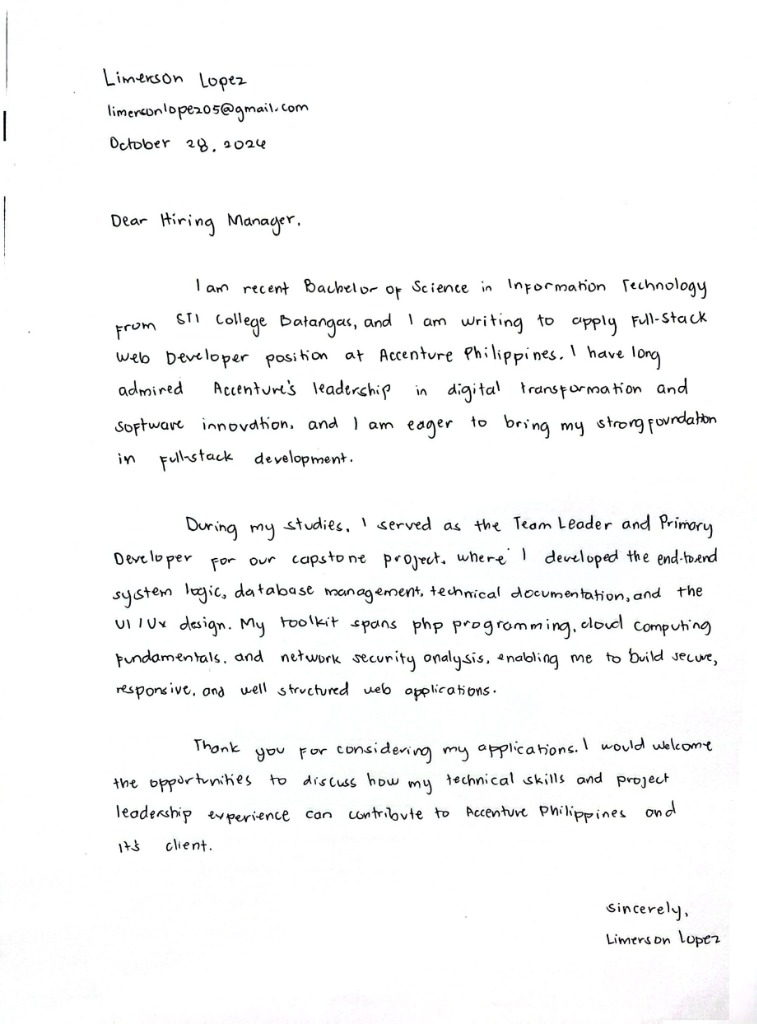 Limerson Lopez
limersonlopez05@gmail.com
October 28, 2024
Dear Hiring Manager,
I am recent Bachelor of Science in Information Technology
from STI College Batangas, and I am writing to apply Full-Stack
Web Developer position at Accenture Philippines. I have long
admired Accenture's leadership in digital transformation and
software innovation, and I am eager to bring my strong foundation
in full-stack development.
During my studies, I served as the Team Leader and Primary
Developer for our capstone project, where I developed the end-to-end
system logic, database management, technical documentation, and the
UI/UX design. My toolkit spans php programming, cloud computing
fundamentals, and network security analysis, enabling me to build secure,
responsive, and well structured web applications.
Thank you for considering my applications. I would welcome
the opportunities to discuss how my technical skills and project
leadership experience can contribute to Accenture Philippines and
its client.
sincerely,
Limerson Lopez